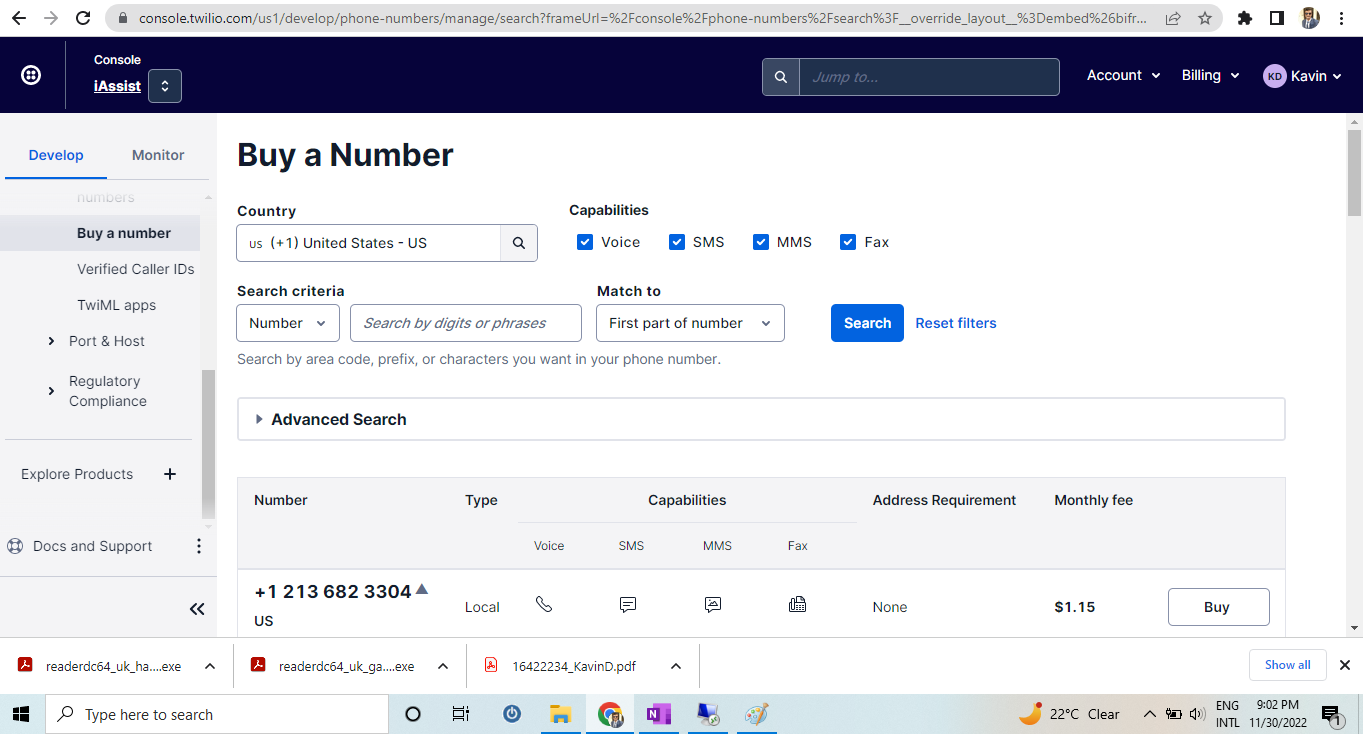 console.twilio.com/us1/develop/phone-numbers/manage/search?frameUrl=%2Fconsole%2Fphone-numbers%2Fsearch%3F__override_layout__%3Dembed%26bifr...
Console
iAssist
Jump to...
Account
Billing
KD Kavin
Develop Monitor
numbers
Buy a number
Verified Caller IDs
TwiML apps
Port & Host
Regulatory
Compliance
Explore Products +
Docs and Support
Buy a Number
Country
US (+1) United States - US
Capabilities
Voice SMS MMS Fax
Search criteria Match to
Number Search by digits or phrases First part of number Search Reset filters
Search by area code, prefix, or characters you want in your phone number.
Advanced Search
Number Type Capabilities Address Requirement Monthly fee
Voice SMS MMS Fax
+1 213 682 3304
US
Local None $1.15 Buy
readerdc64_uk_ha....exe readerdc64_uk_ga....exe 16422234_KavinD.pdf Show all
Type here to search
22°C Clear
ENG
INTL
9:02 PM
11/30/2022
1